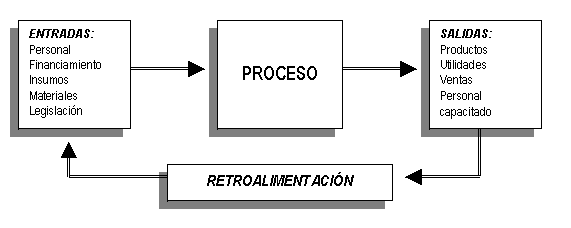 ENTRADAS:
Personal
Financiamiento
Insumos
Materiales
Legislación
PROCESO
SALIDAS:
Productos
Utilidades
Ventas
Personal
capacitado
RETROALIMENTACIÓN